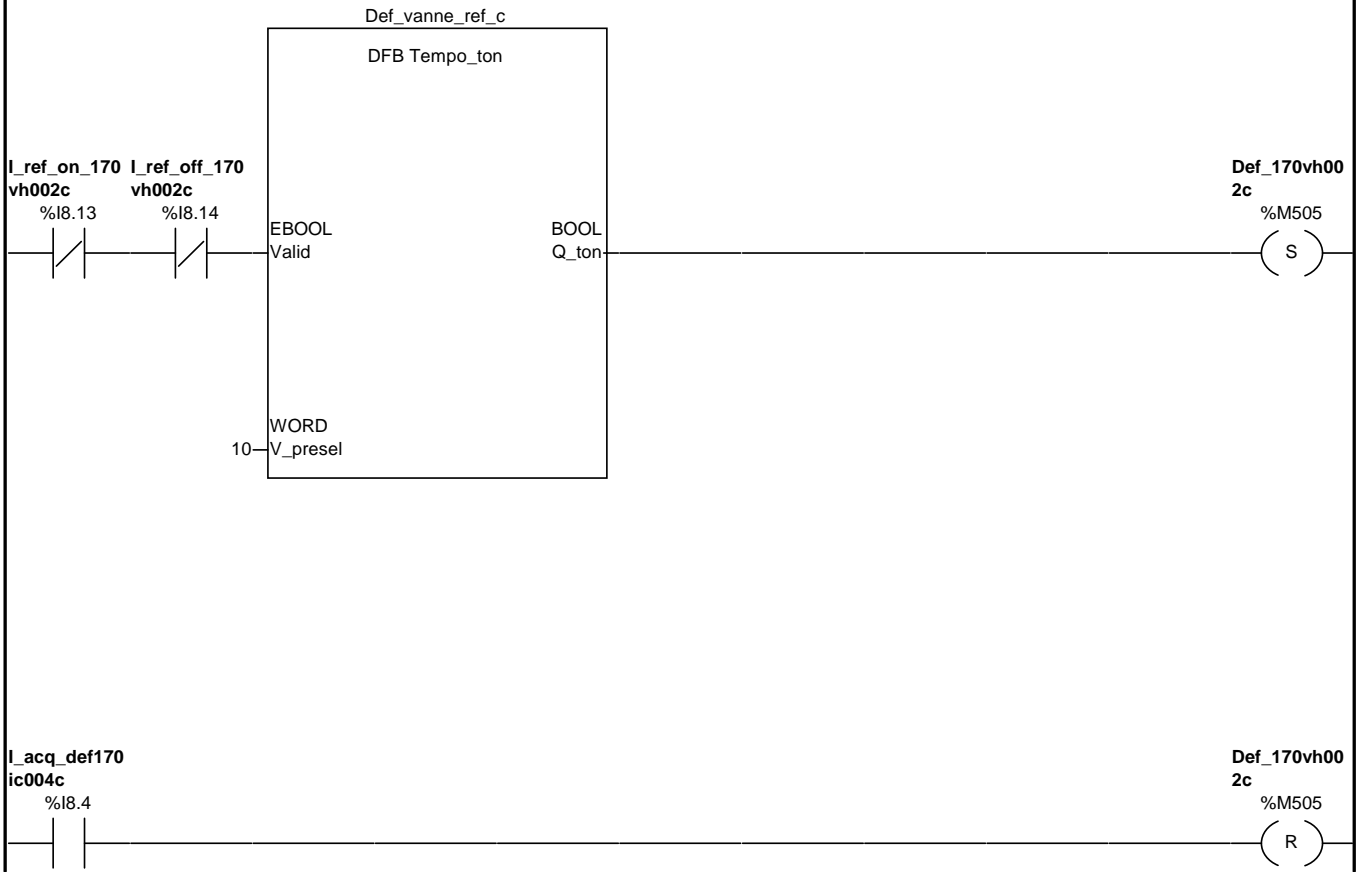 Def_vanne_ref_c
DFB Tempo_ton
I_ref_on_170 I_ref_off_170
vh002c vh002c
%I8.13 %I8.14
Def_170vh00
2c
%M505
EBOOL BOOL
Valid Q_ton
S
WORD
10 V_presel
I_acq_def170
ic004c
%I8.4
Def_170vh00
2c
%M505
R